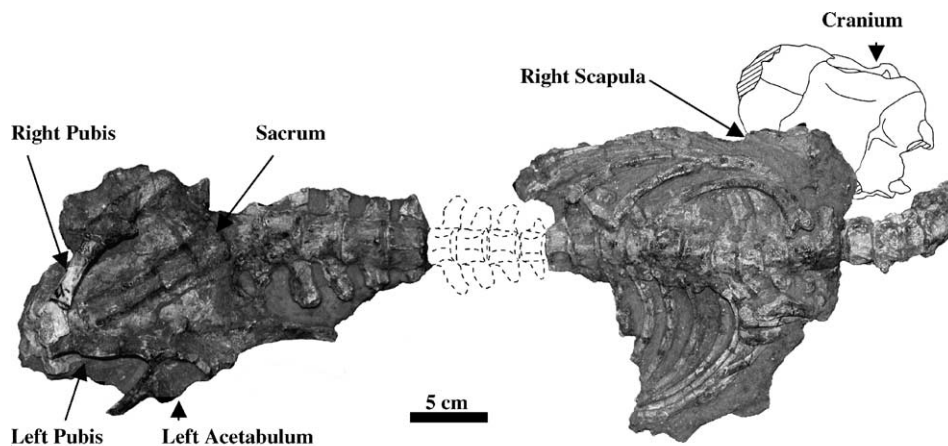 Cranium
Right Scapula
Right Pubis
Sacrum
5 cm
Left Pubis
Left Acetabulum